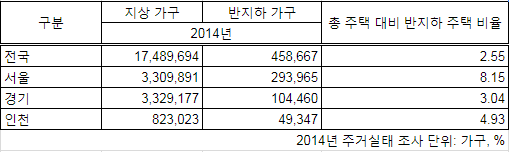 구분 지상 가구 반지하 가구 총 주택 대비 반지하 주택 비율
2014년
전국 17,489,694 458,667 2.55
서울 3,309,891 293,965 8.15
경기 3,329,177 104,460 3.04
인천 823,023 49,347 4.93
2014년 주거실태 조사 단위: 가구, %